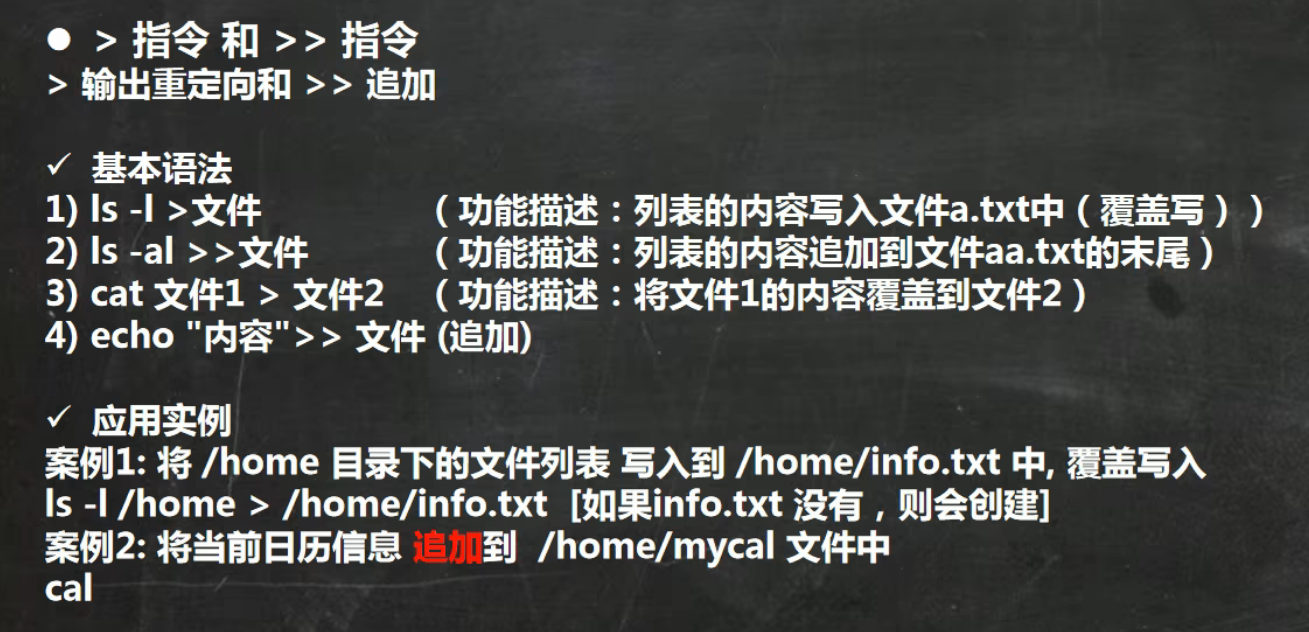 ● > 指令 和 >> 指令
> 输出重定向和 >> 追加
✓ 基本语法
1) ls -l >文件 （功能描述：列表的内容写入文件a.txt中（覆盖写））
2) ls -al >>文件 （功能描述：列表的内容追加到文件aa.txt的末尾）
3) cat 文件1 > 文件2 （功能描述：将文件1的内容覆盖到文件2）
4) echo "内容">> 文件 (追加)
✓ 应用实例
案例1: 将 /home 目录下的文件列表 写入到 /home/info.txt 中, 覆盖写入
ls -l /home > /home/info.txt [如果info.txt 没有，则会创建]
案例2: 将当前日历信息 追加到 /home/mycal 文件中
cal